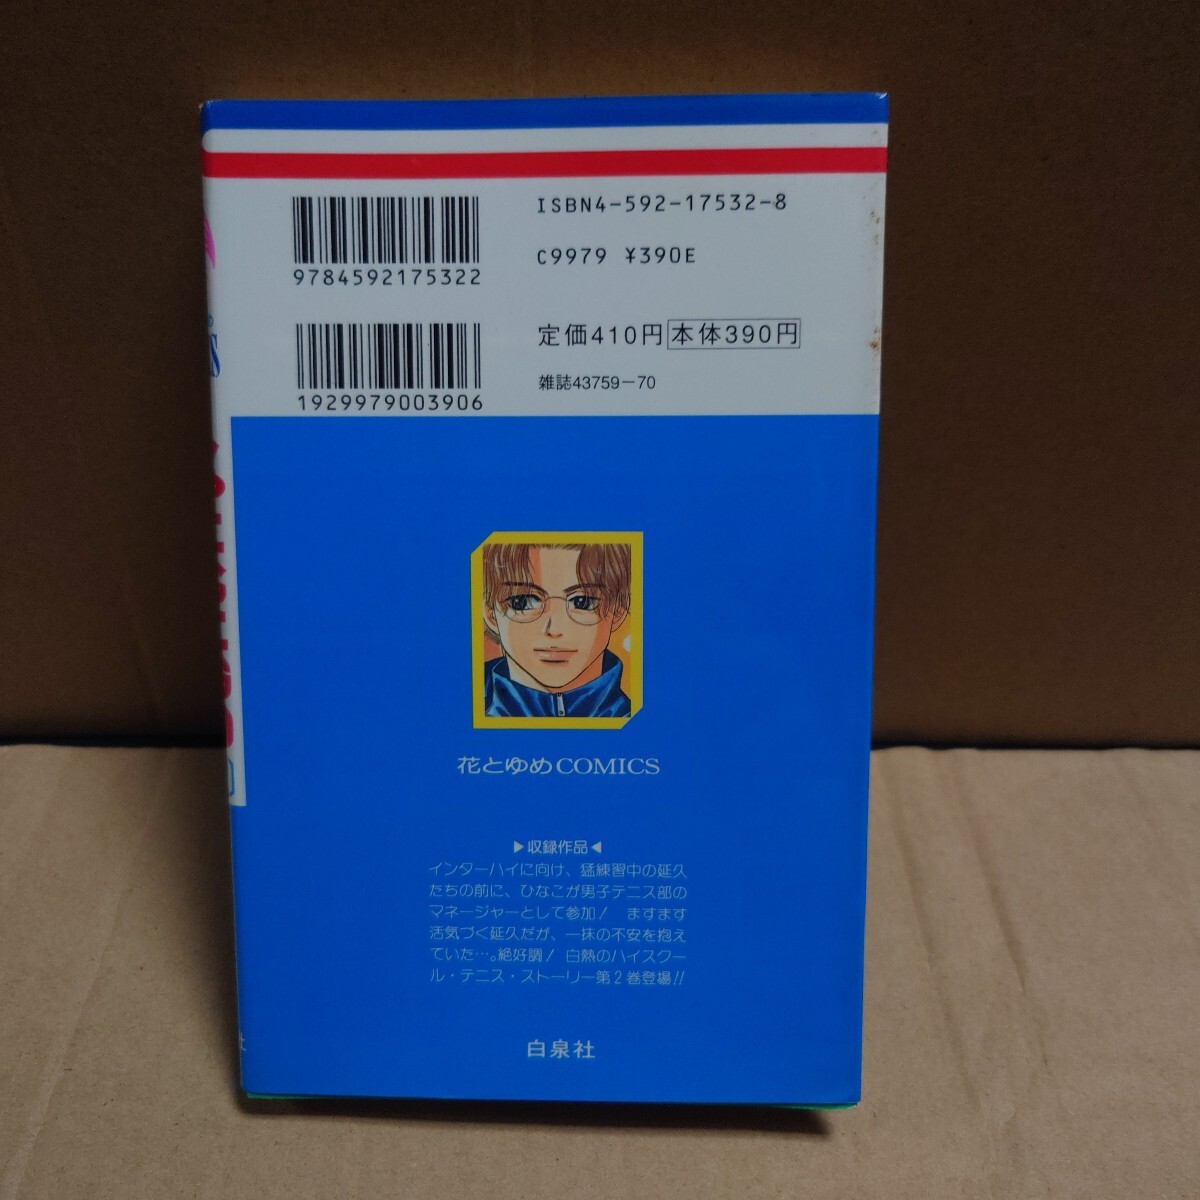 ISBN4-592-17532-8
9784592175322
C9979 ¥390E
定価410円 本体390円
1929979003906
雑誌43759-70
花とゆめCOMICS
▶収録作品◀
インターハイに向け、猛練習中の延久
たちの前に、ひなこが男子テニス部の
マネージャーとして参加! ますます
活気づく延久だが、一抹の不安を抱え
ていた…。絶好調! 白熱のハイスクー
ル・テニス・ストーリー第2巻登場!!
白泉社
社